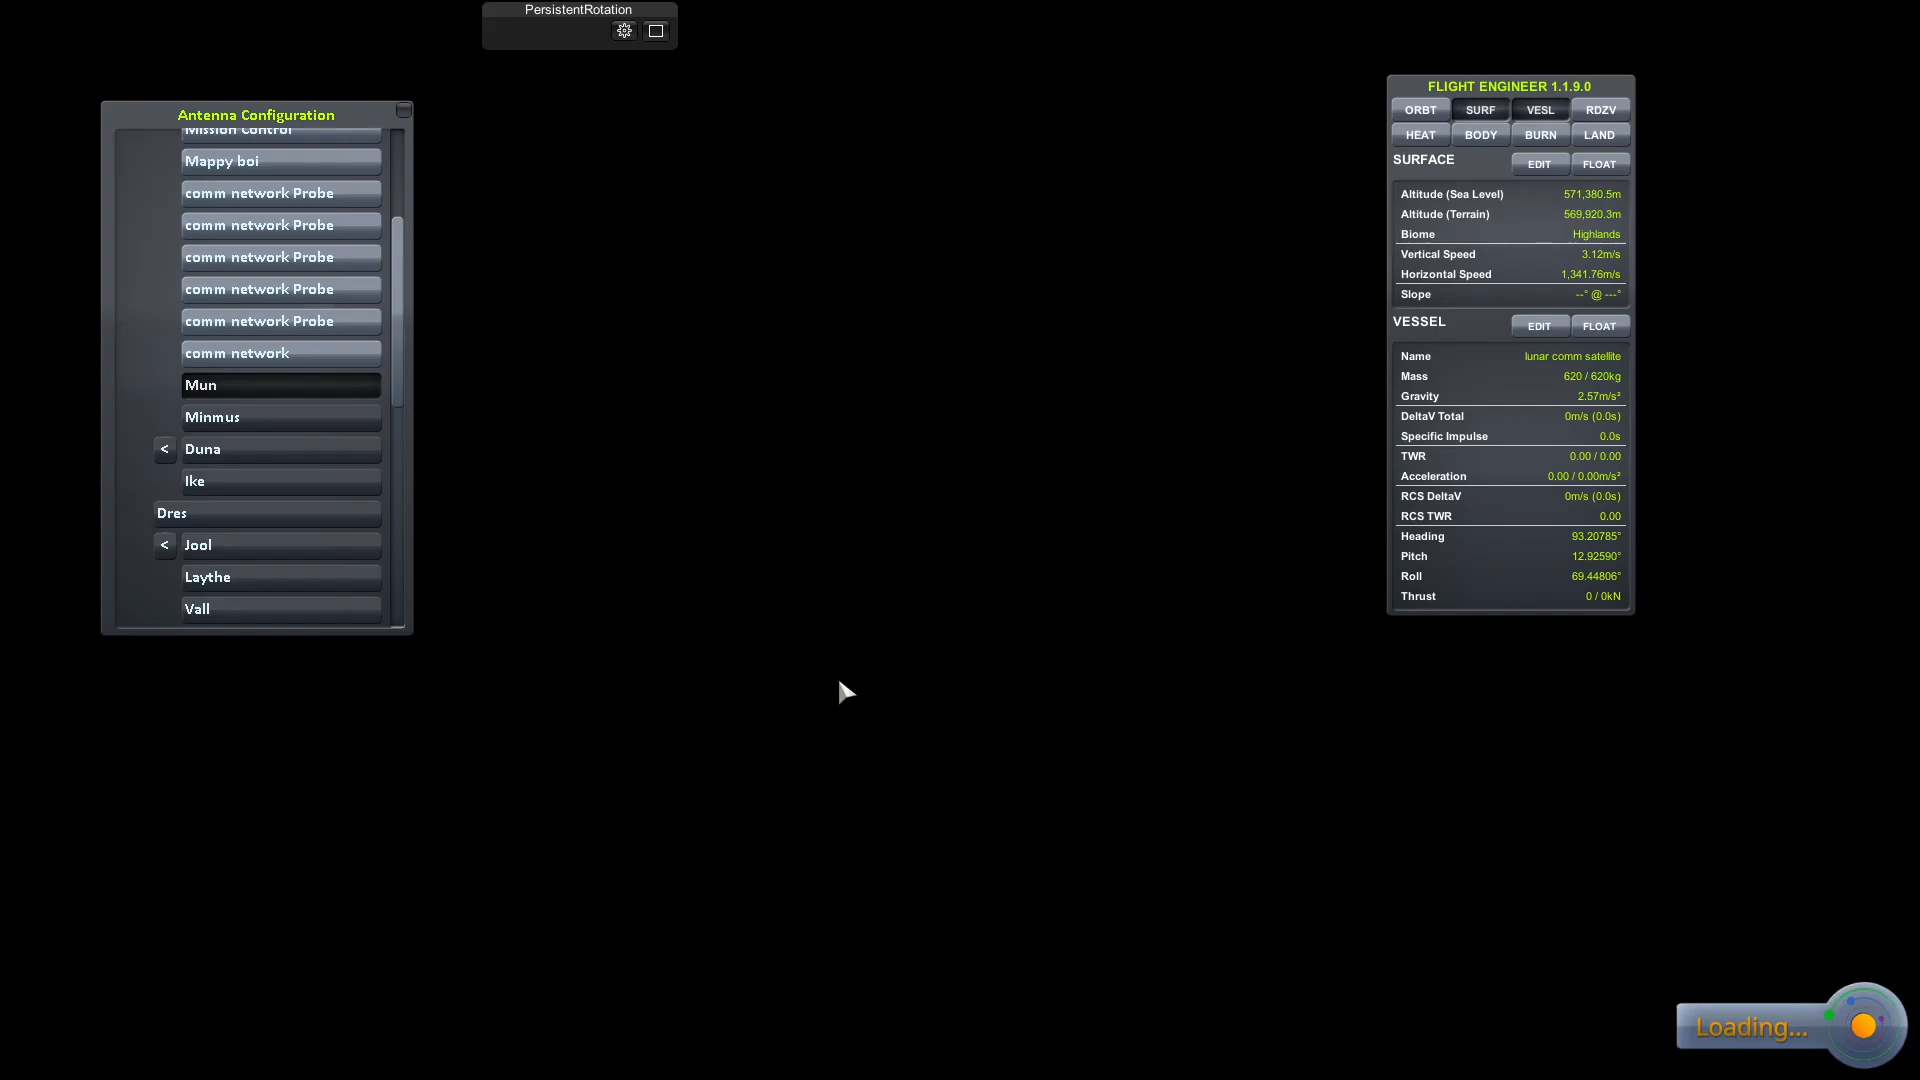 PersistentRotation
Antenna Configuration
Mission Control
Mappy boi
comm network Probe
comm network Probe
comm network Probe
comm network Probe
comm network Probe
comm network
Mun
Minmus
< Duna
Ike
Dres
< Jool
Laythe
Vall
FLIGHT ENGINEER 1.1.9.0
ORBT SURF VESL RDZV
HEAT BODY BURN LAND
SURFACE EDIT FLOAT
Altitude (Sea Level) 571,380.5m
Altitude (Terrain) 569,920.3m
Biome Highlands
Vertical Speed 3.12m/s
Horizontal Speed 1,341.76m/s
Slope --° @ ---°
VESSEL EDIT FLOAT
Name lunar comm satellite
Mass 620 / 620kg
Gravity 2.57m/s²
DeltaV Total 0m/s (0.0s)
Specific Impulse 0.0s
TWR 0.00 / 0.00
Acceleration 0.00 / 0.00m/s²
RCS DeltaV 0m/s (0.0s)
RCS TWR 0.00
Heading 93.20785°
Pitch 12.92590°
Roll 69.44806°
Thrust 0 / 0kN
Loading...